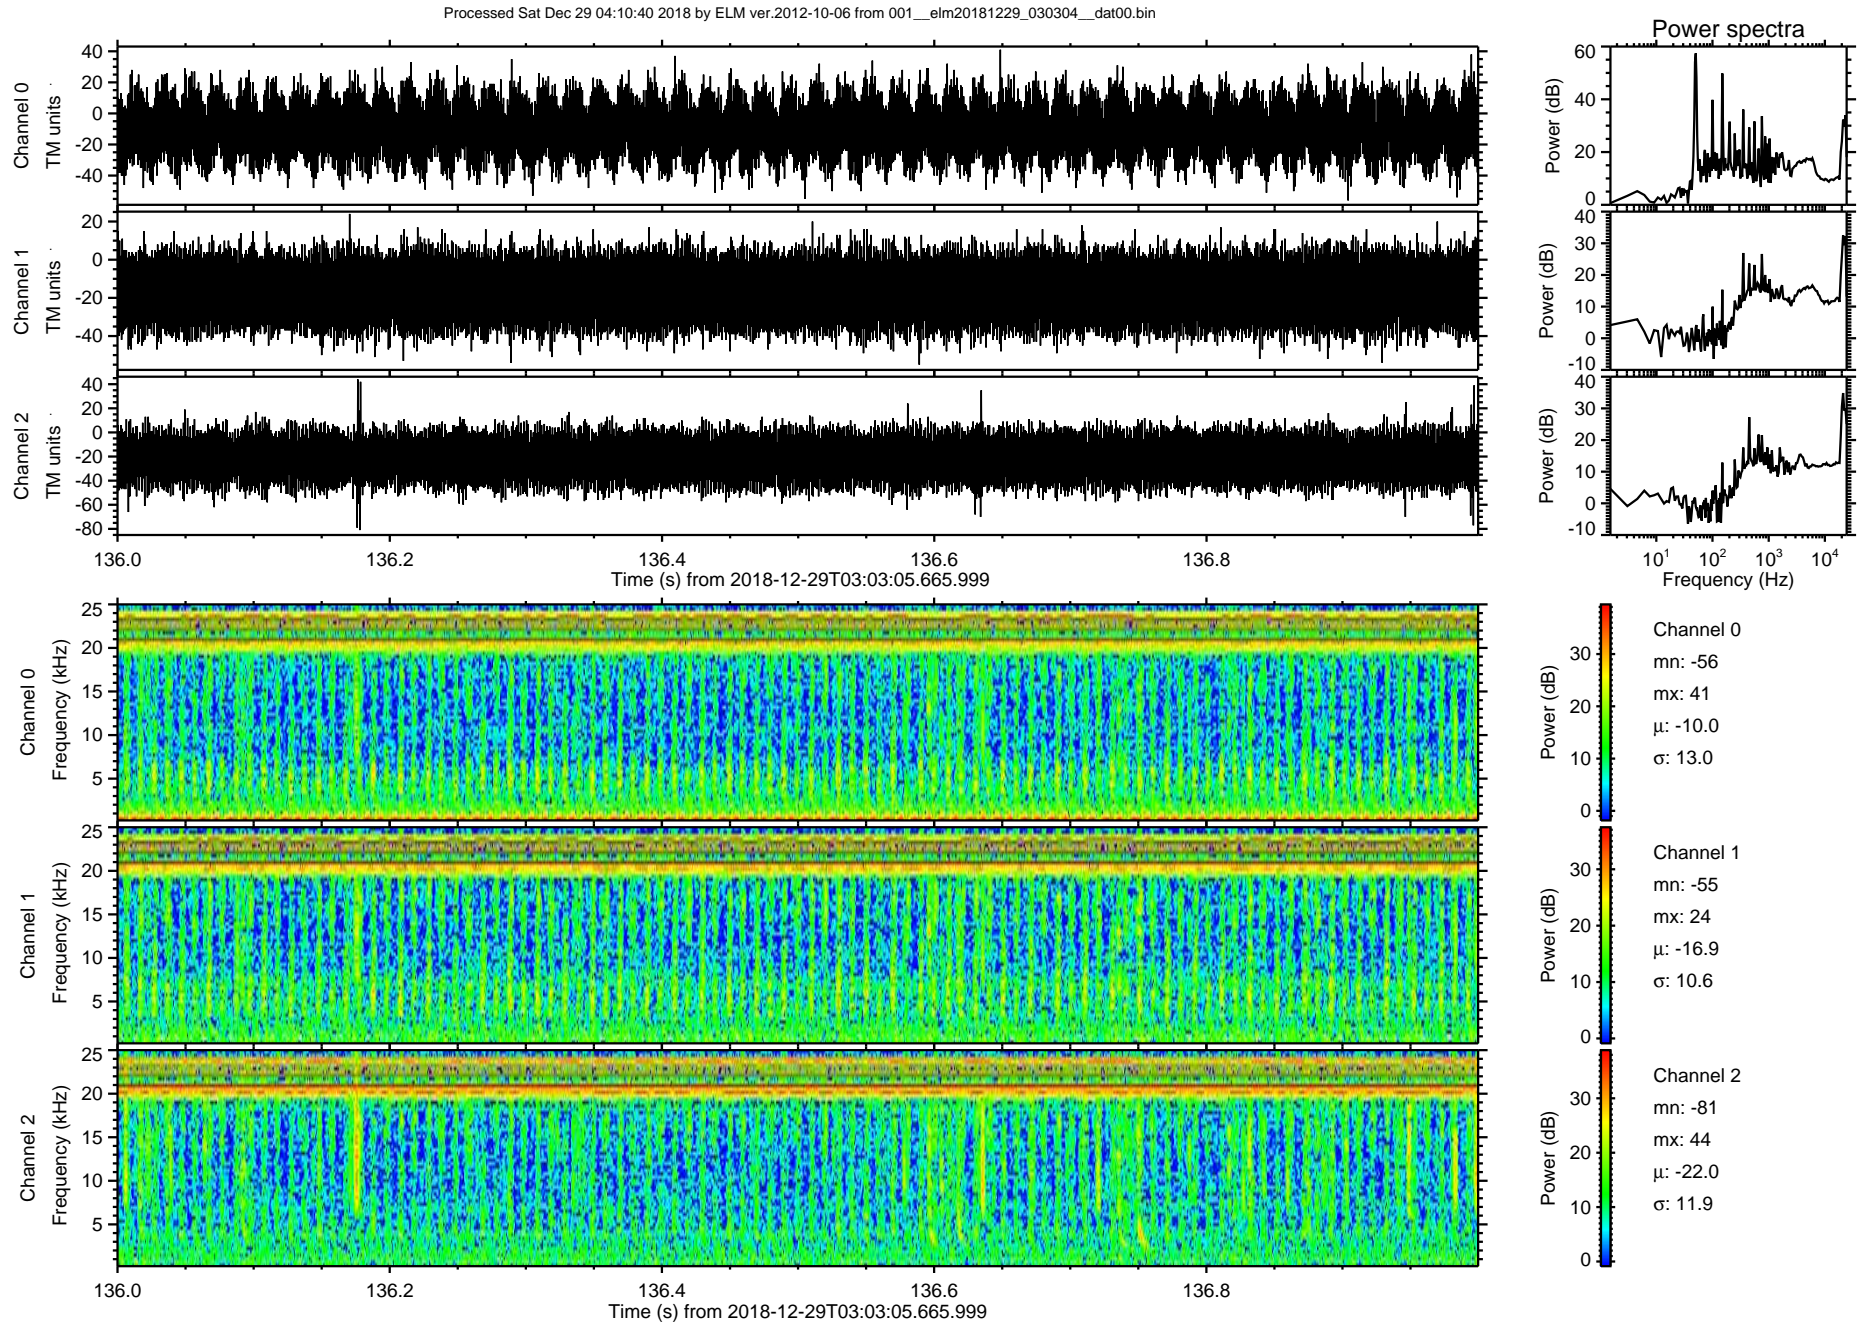 Processed Sat Dec 29 04:10:40 2018 by ELM ver.2012-10-06 from 001__elm20181229_030304__dat00.bin
Power spectra
Channel 0
TM units
40
20
0
-20
-40
Power (dB)
60
40
20
0
Channel 1
TM units
20
0
-20
-40
Power (dB)
40
30
20
10
0
-10
Channel 2
TM units
40
20
0
-20
-40
-60
-80
Power (dB)
40
30
20
10
0
-10
136.0 136.2 136.4 136.6 136.8
Time (s) from 2018-12-29T03:03:05.665.999
10¹ 10² 10³ 10⁴
Frequency (Hz)
Channel 0
Frequency (kHz)
25
20
15
10
5
Power (dB)
30
20
10
0
Channel 0
mn: -56
mx: 41
μ: -10.0
σ: 13.0
Channel 1
Frequency (kHz)
25
20
15
10
5
Power (dB)
30
20
10
0
Channel 1
mn: -55
mx: 24
μ: -16.9
σ: 10.6
Channel 2
Frequency (kHz)
25
20
15
10
5
Power (dB)
30
20
10
0
Channel 2
mn: -81
mx: 44
μ: -22.0
σ: 11.9
136.0 136.2 136.4 136.6 136.8
Time (s) from 2018-12-29T03:03:05.665.999